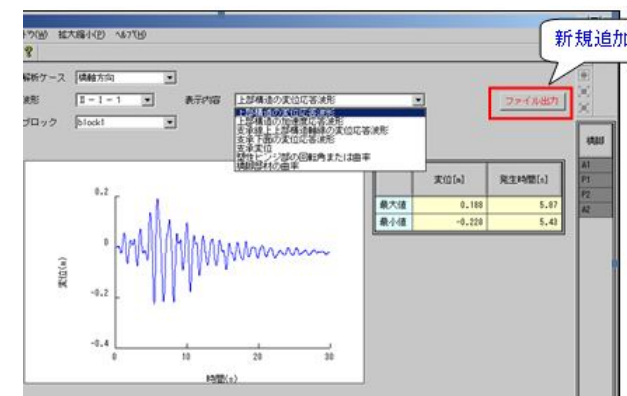 ﾄｳ(W) 拡大縮小(P) ﾍﾙﾌﾟ(H)
新規追加
解析ケース 橋軸方向
波形 II-I-1 表示内容 上部構造の変位応答波形 ファイル出力
ブロック block1
上部構造の変位応答波形
上部構造の加速度応答波形
支承線上上部構造軸線の変位応答波形
支承下面の変位応答波形
支承変位
塑性ヒンジ部の回転角または曲率
橋脚部材の曲率
変位[m] 発生時間[s]
最大値 0.188 5.87
最小値 -0.220 5.43
橋脚
A1
P1
P2
A2
0.2
0
-0.2
-0.4
変位(m)
0 10 20 30
時間(s)